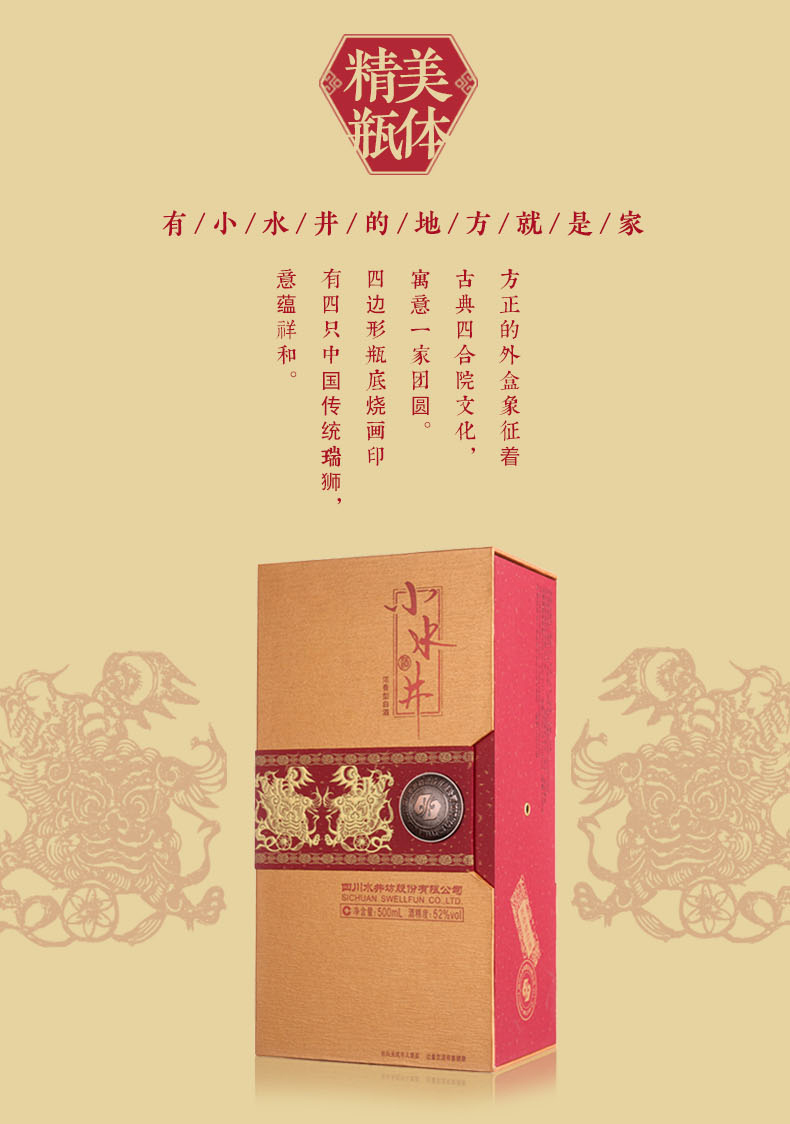 精美
瓶体
有/小/水/井/的/地/方/就/是/家
方正的外盒象征着
古典四合院文化，
寓意一家团圆。
四边形瓶底烧画印
有四只中国传统瑞狮，
意蕴祥和。
小水井
浓香型白酒
四川水井坊股份有限公司
SICHUAN SWELLFUN CO.,LTD.
C 净含量:500mL 酒精度:52%vol